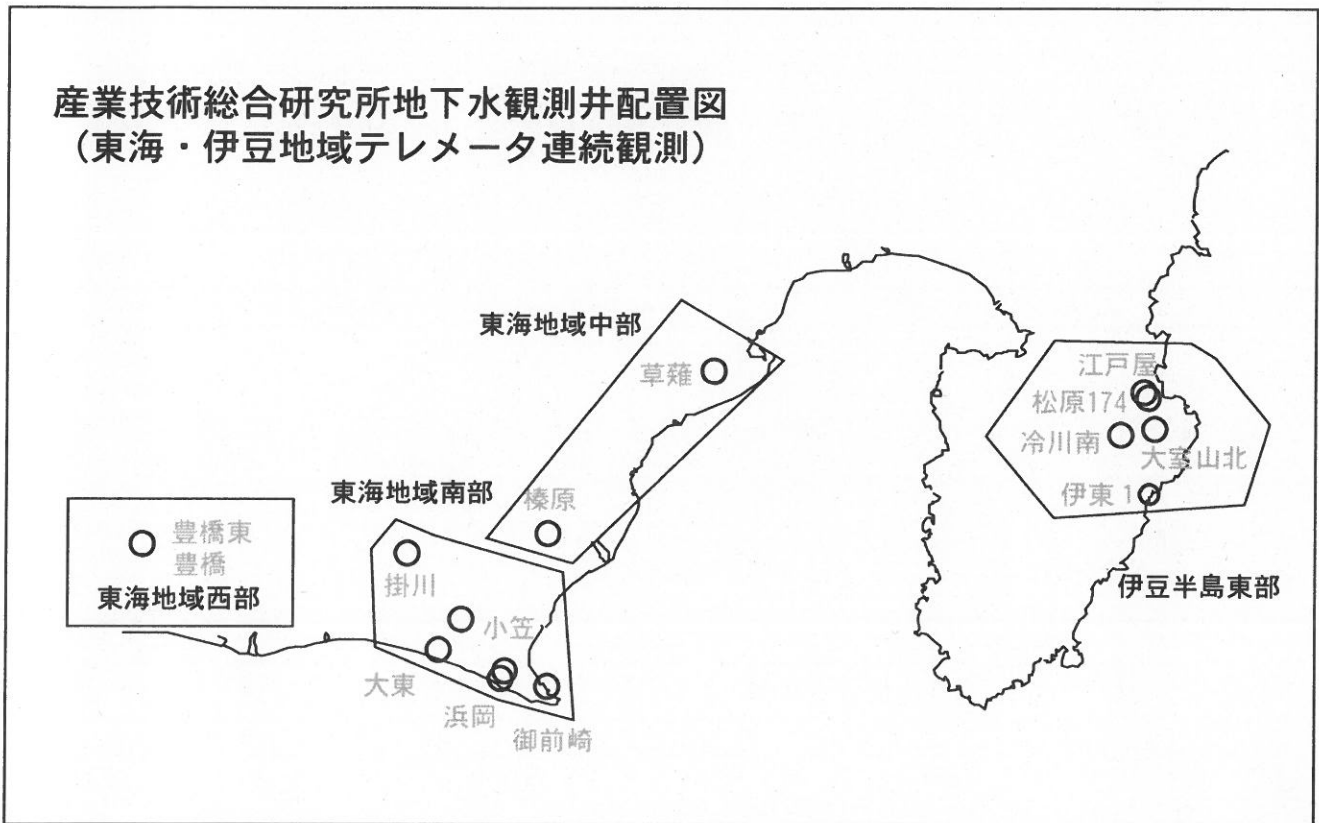 産業技術総合研究所地下水観測井配置図
（東海・伊豆地域テレメータ連続観測）
東海地域中部
草薙
榛原
東海地域南部
掛川
小笠
大東
浜岡
御前崎
豊橋東
豊橋
東海地域西部
江戸屋
松原174
冷川南
大室山北
伊東1
伊豆半島東部